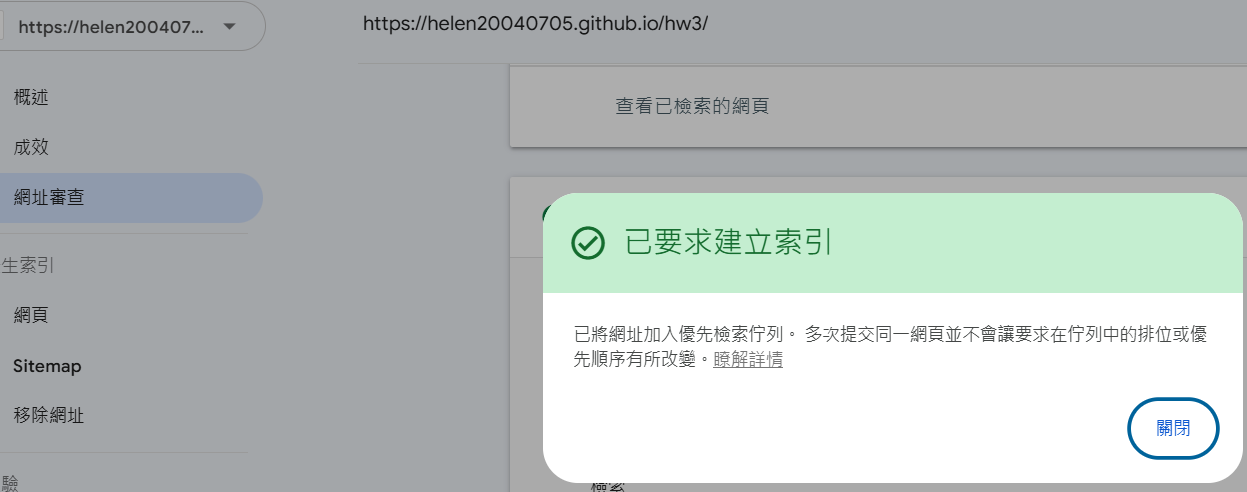 https://helen200407...
https://helen20040705.github.io/hw3/
概述
成效
網址審查
生索引
網頁
Sitemap
移除網址
驗
查看已檢索的網頁
已要求建立索引
已將網址加入優先檢索佇列。 多次提交同一網頁並不會讓要求在佇列中的排位或優
先順序有所改變。瞭解詳情
關閉
檢索